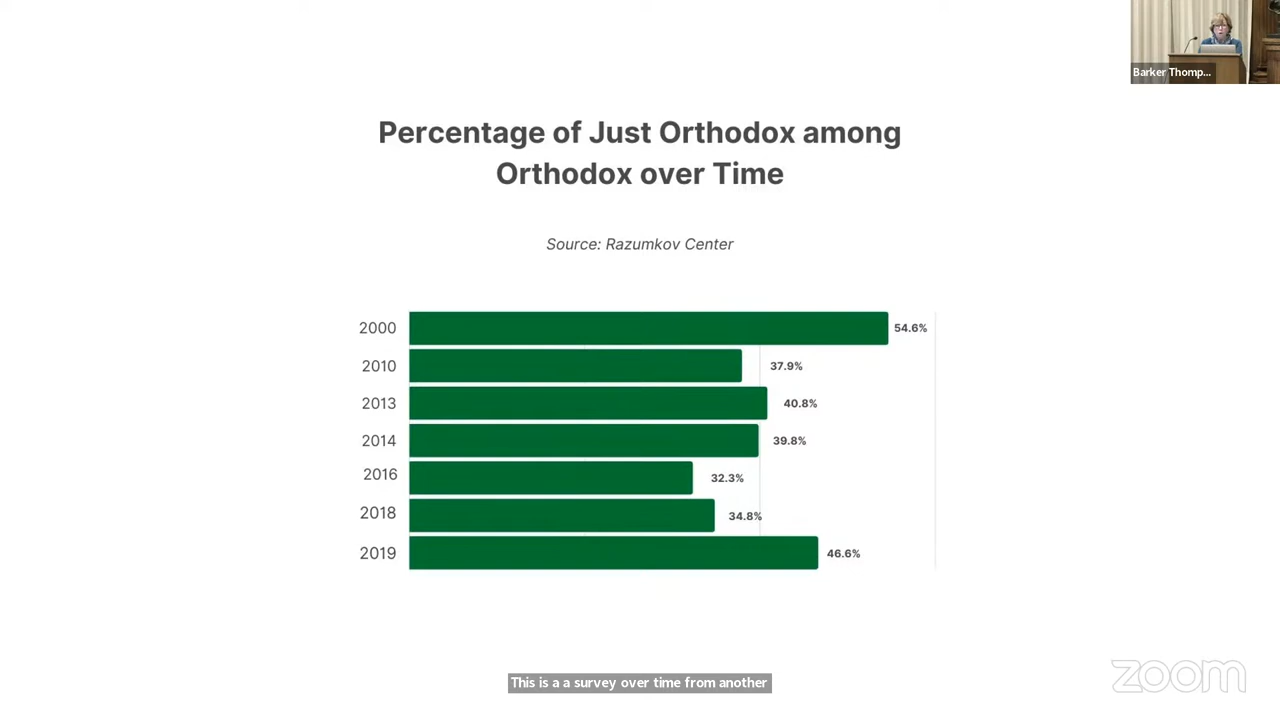 Barker Thomp...
Percentage of Just Orthodox among
Orthodox over Time
Source: Razumkov Center
2000 54.6%
2010 37.9%
2013 40.8%
2014 39.8%
2016 32.3%
2018 34.8%
2019 46.6%
This is a a survey over time from another
zoom